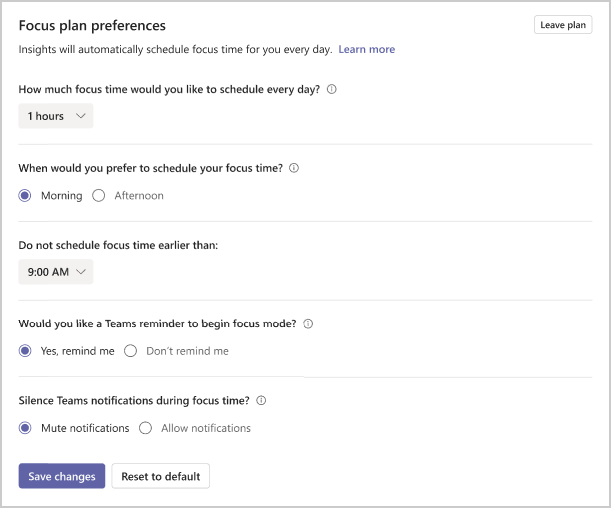 Focus plan preferences
Leave plan
Insights will automatically schedule focus time for you every day. Learn more
How much focus time would you like to schedule every day?
1 hours
When would you prefer to schedule your focus time?
Morning Afternoon
Do not schedule focus time earlier than:
9:00 AM
Would you like a Teams reminder to begin focus mode?
Yes, remind me Don't remind me
Silence Teams notifications during focus time?
Mute notifications Allow notifications
Save changes Reset to default